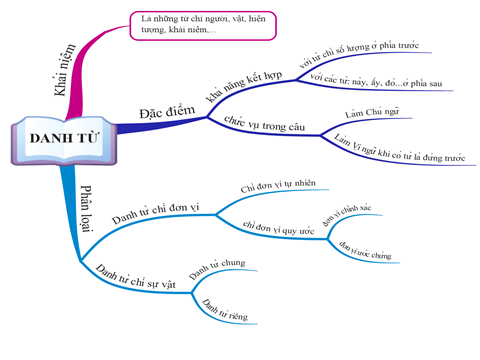 Là những từ chỉ người, vật, hiện
tượng, khái niệm,...
Khái niệm
DANH TỪ
Đặc điểm
khả năng kết hợp
với từ chỉ số lượng ở phía trước
với các từ: này, ấy, đó...ở phía sau
chức vụ trong câu
Làm Chủ ngữ
Làm Vị ngữ khi có từ là đứng trước
Phân loại
Danh từ chỉ đơn vị
Chỉ đơn vị tự nhiên
chỉ đơn vị quy ước
đơn vị chính xác
đơn vị ước chừng
Danh từ chỉ sự vật
Danh từ chung
Danh từ riêng